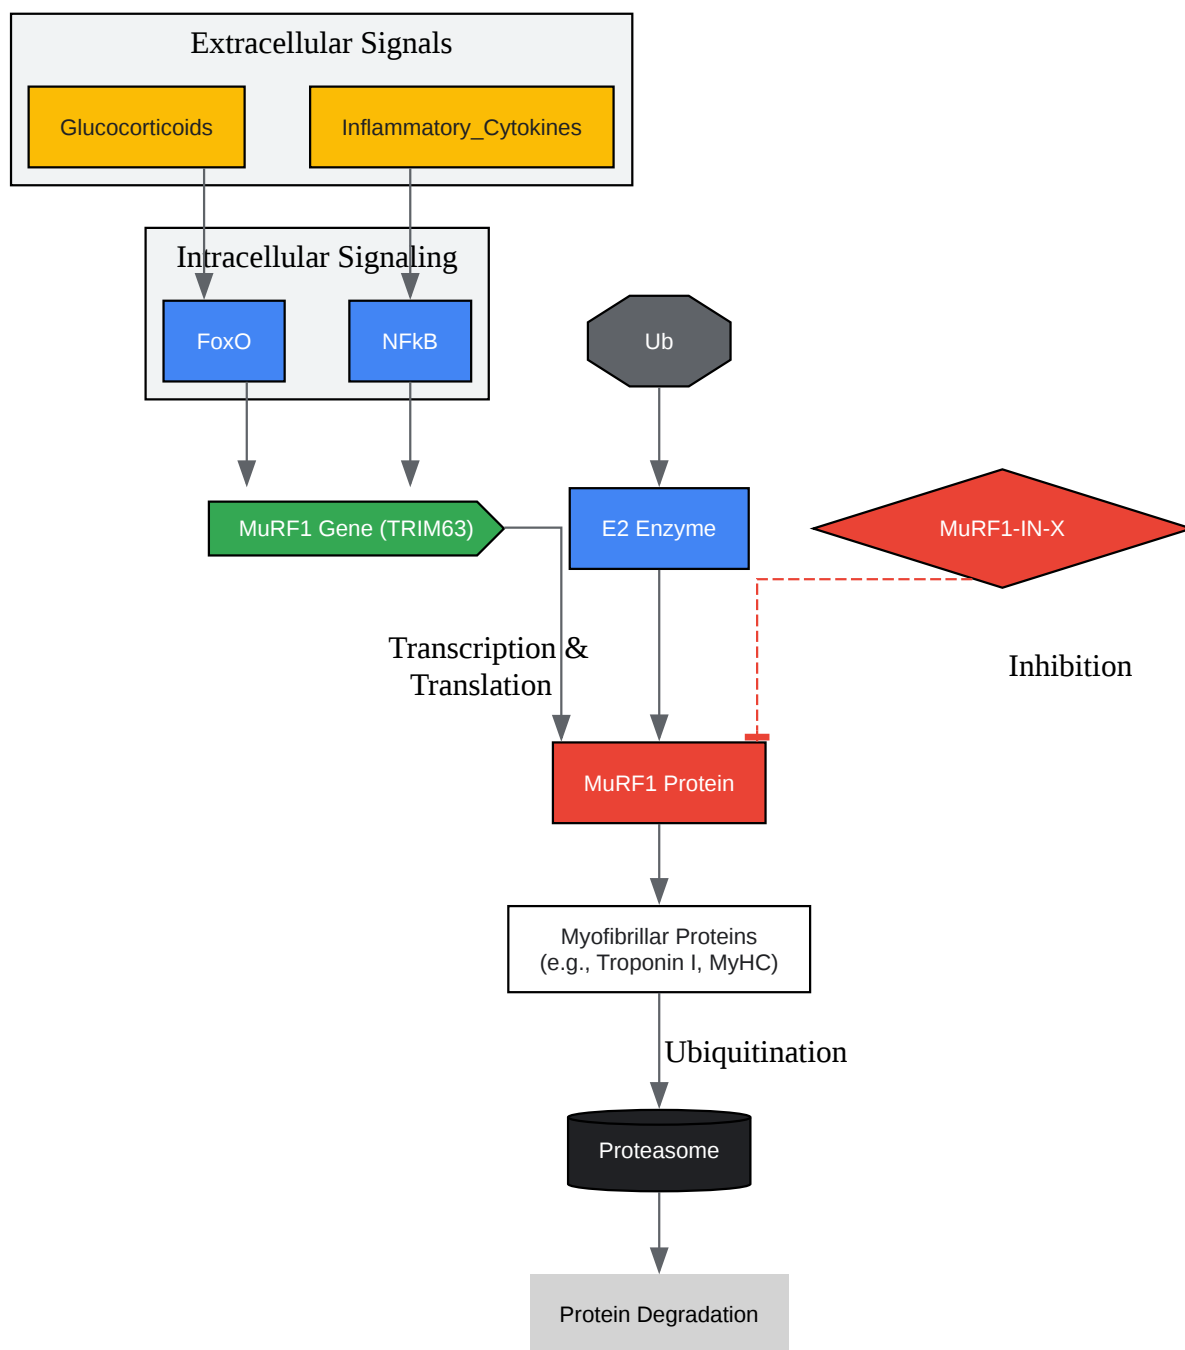 Extracellular Signals
Glucocorticoids
Inflammatory_Cytokines
Intracellular Signaling
FoxO
NFkB
Ub
MuRF1 Gene (TRIM63)
E2 Enzyme
MuRF1-IN-X
Transcription &
Translation
Inhibition
MuRF1 Protein
Myofibrillar Proteins
(e.g., Troponin I, MyHC)
Ubiquitination
Proteasome
Protein Degradation